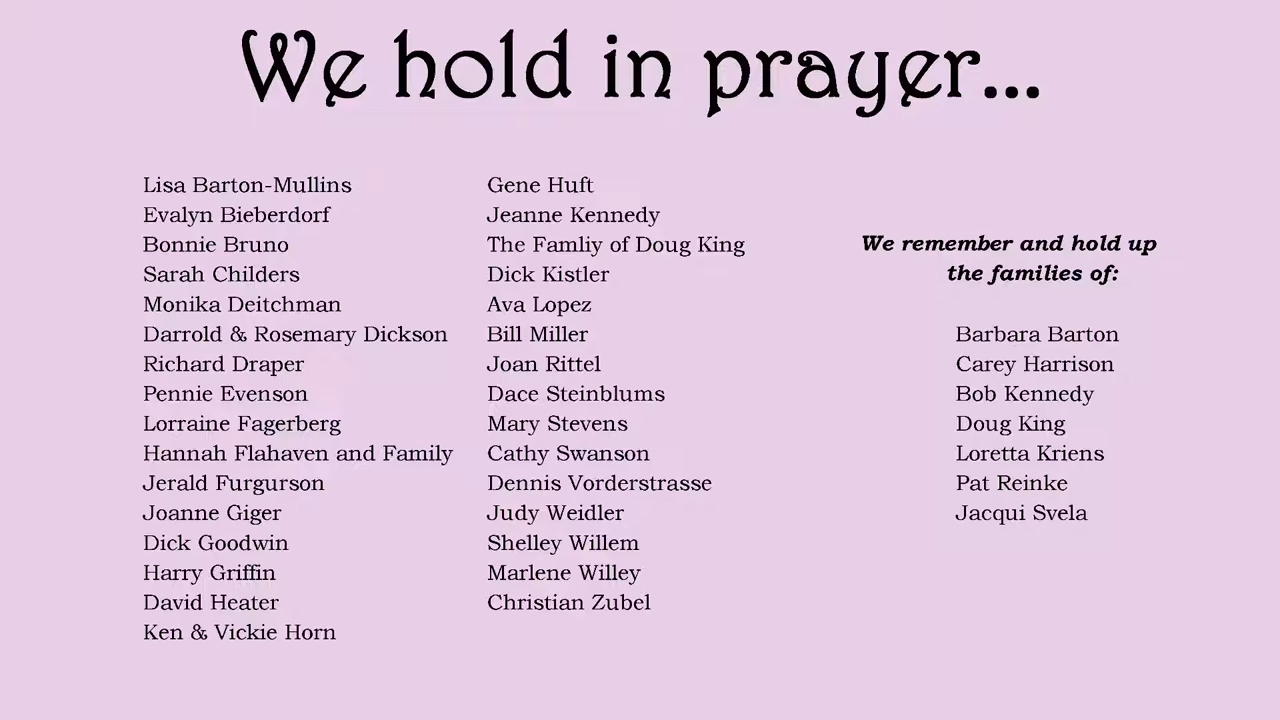 We hold in prayer...
Lisa Barton-Mullins
Evalyn Bieberdorf
Bonnie Bruno
Sarah Childers
Monika Deitchman
Darrold & Rosemary Dickson
Richard Draper
Pennie Evenson
Lorraine Fagerberg
Hannah Flahaven and Family
Jerald Furgurson
Joanne Giger
Dick Goodwin
Harry Griffin
David Heater
Ken & Vickie Horn
Gene Huft
Jeanne Kennedy
The Famliy of Doug King
Dick Kistler
Ava Lopez
Bill Miller
Joan Rittel
Dace Steinblums
Mary Stevens
Cathy Swanson
Dennis Vorderstrasse
Judy Weidler
Shelley Willem
Marlene Willey
Christian Zubel
We remember and hold up
the families of:
Barbara Barton
Carey Harrison
Bob Kennedy
Doug King
Loretta Kriens
Pat Reinke
Jacqui Svela